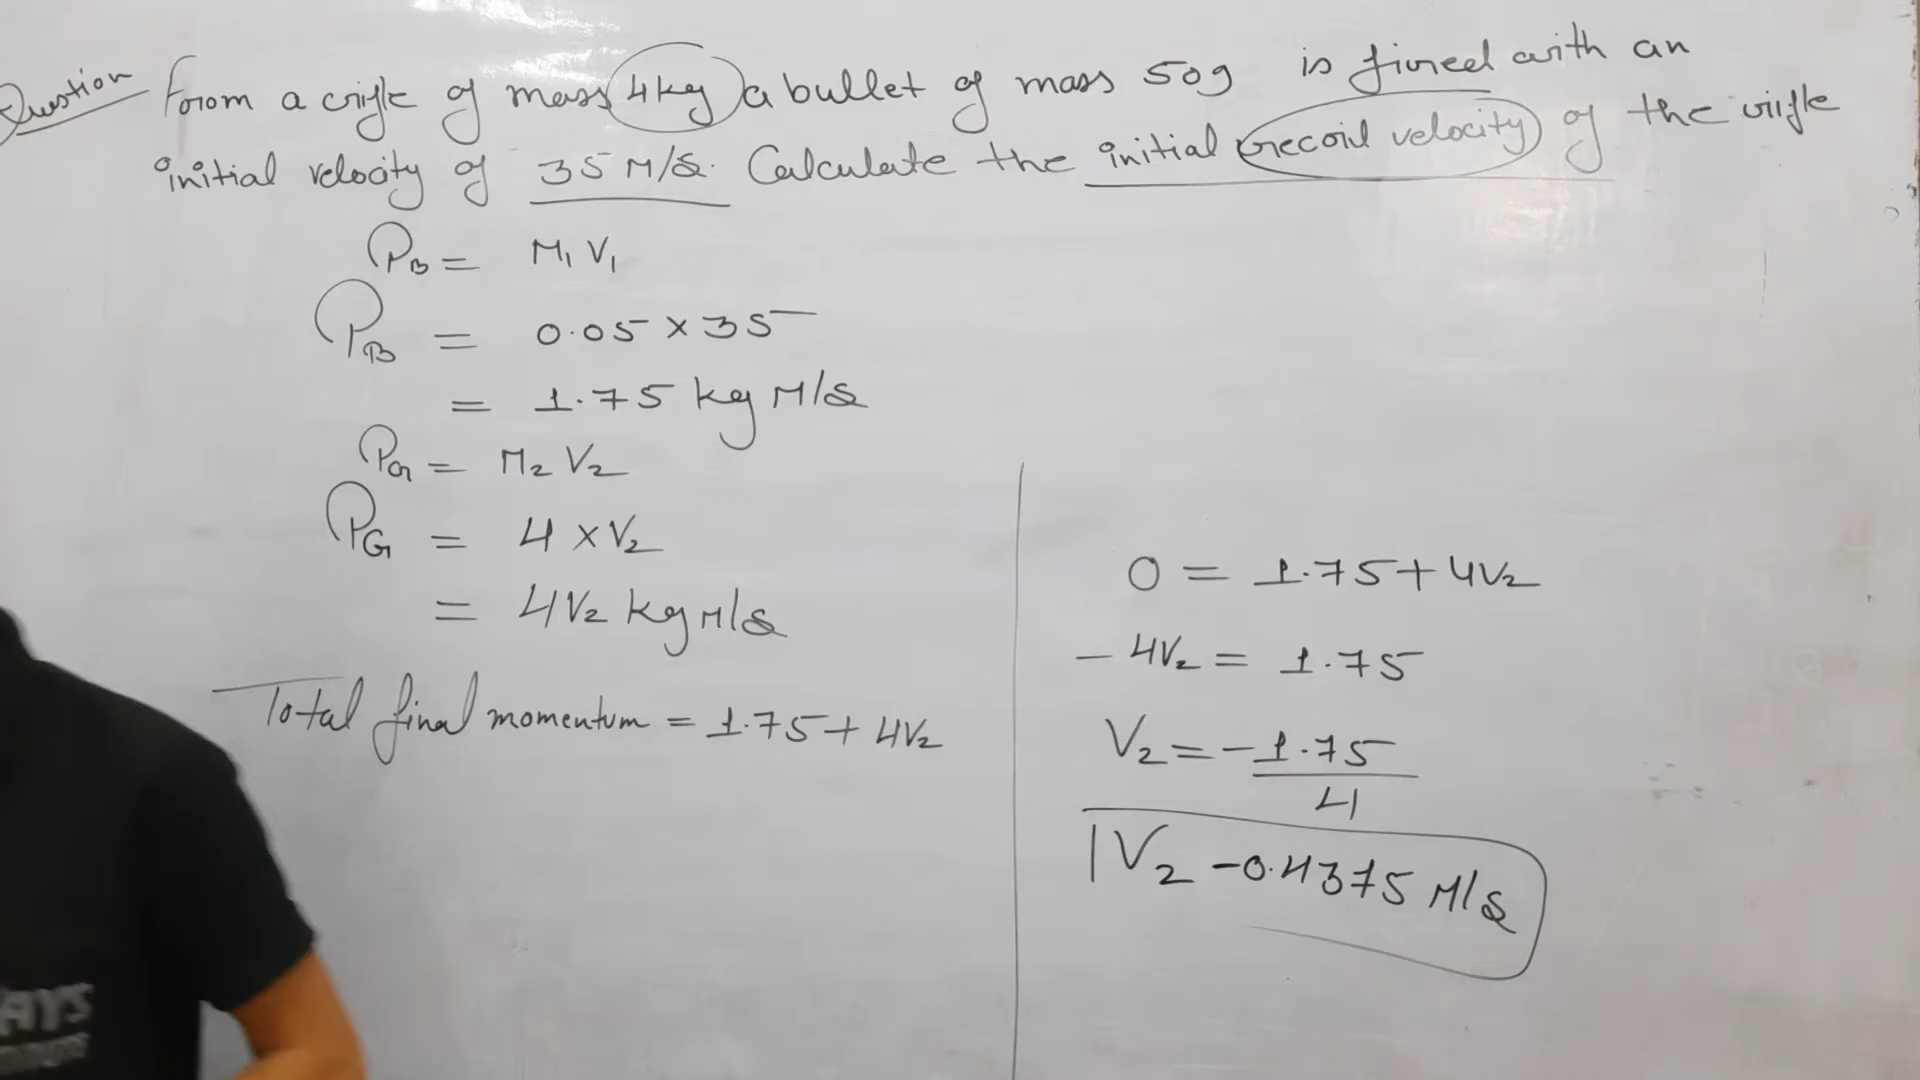 Question From a rifle of mass 4kg a bullet of mass 50g is fired with an
initial velocity of 35 M/S. Calculate the initial recoil velocity of the rifle
PB = M1 V1
PB = 0.05 × 35
= 1.75 kg M/S
PG = M2 V2
PG = 4 × V2
= 4V2 kg M/S
Total final momentum = 1.75 + 4V2
0 = 1.75 + 4V2
- 4V2 = 1.75
V2 = - 1.75
4
V2 - 0.4375 M/S
AYS